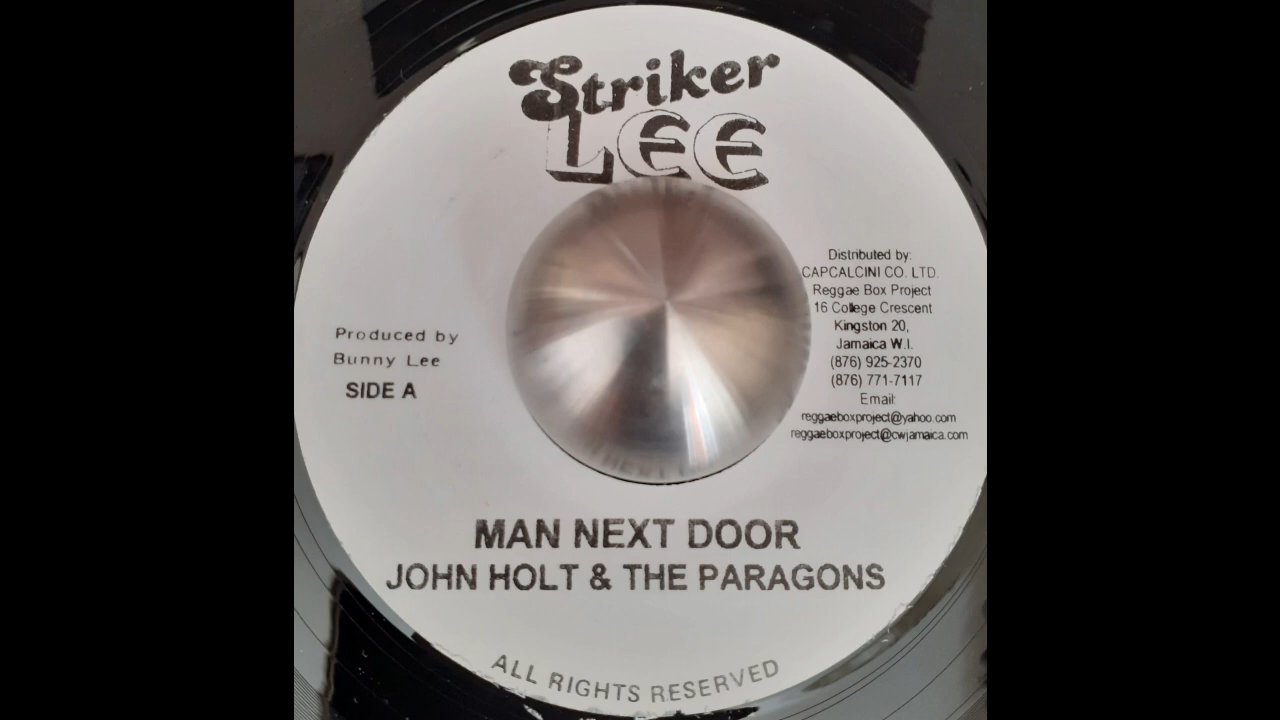 Striker
LEE
Produced by
Bunny Lee
SIDE A
Distributed by:
CAPCALCINI CO. LTD.
Reggae Box Project
16 College Crescent
Kingston 20,
Jamaica W.I.
(876) 925-2370
(876) 771-7117
Email:
reggaeboxproject@yahoo.com
reggaeboxproject@cwjamaica.com
MAN NEXT DOOR
JOHN HOLT & THE PARAGONS
ALL RIGHTS RESERVED